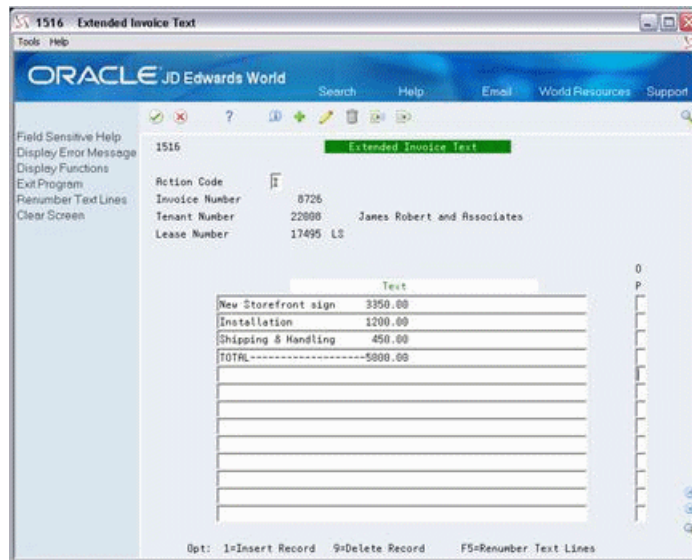 1516 Extended Invoice Text
Tools Help
ORACLE JD Edwards World
Search Help Email World Resources Support
Field Sensitive Help
Display Error Message
Display Functions
Exit Program
Renumber Text Lines
Clear Screen
1516 Extended Invoice Text
Action Code I
Invoice Number 8726
Tenant Number 22808 James Robert and Associates
Lease Number 17495 LS
O
Text P
New Storefront sign 3350.00
Installation 1200.00
Shipping & Handling 450.00
TOTAL-------------------5000.00
Opt: 1=Insert Record 9=Delete Record F5=Renumber Text Lines